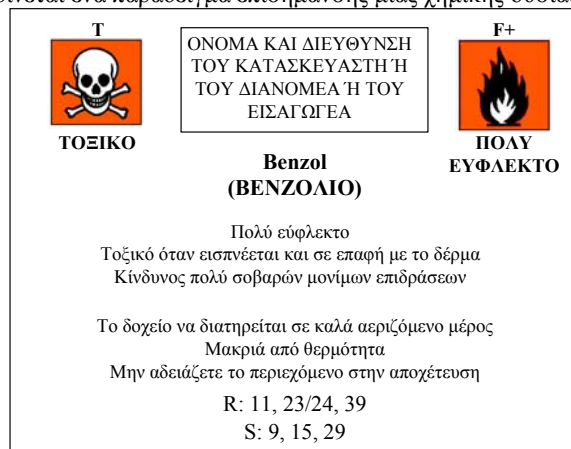 ένα παράδειγμα επισήμανσης μιας χημικής
Τ
F+
ΟΝΟΜΑ ΚΑΙ ΔΙΕΥΘΥΝΣΗ
ΤΟΥ ΚΑΤΑΣΚΕΥΑΣΤΗ Ή
ΤΟΥ ΔΙΑΝΟΜΕΑ Ή ΤΟΥ
ΕΙΣΑΓΩΓΕΑ
ΤΟΞΙΚΟ
ΠΟΛΥ
ΕΥΦΛΕΚΤΟ
Benzol
(ΒΕΝΖΟΛΙΟ)
Πολύ εύφλεκτο
Τοξικό όταν εισπνέεται και σε επαφή με το δέρμα
Κίνδυνος πολύ σοβαρών μονίμων επιδράσεων
Το δοχείο να διατηρείται σε καλά αεριζόμενο μέρος
Μακριά από θερμότητα
Μην αδειάζετε το περιεχόμενο στην αποχέτευση
R: 11, 23/24, 39
S: 9, 15, 29